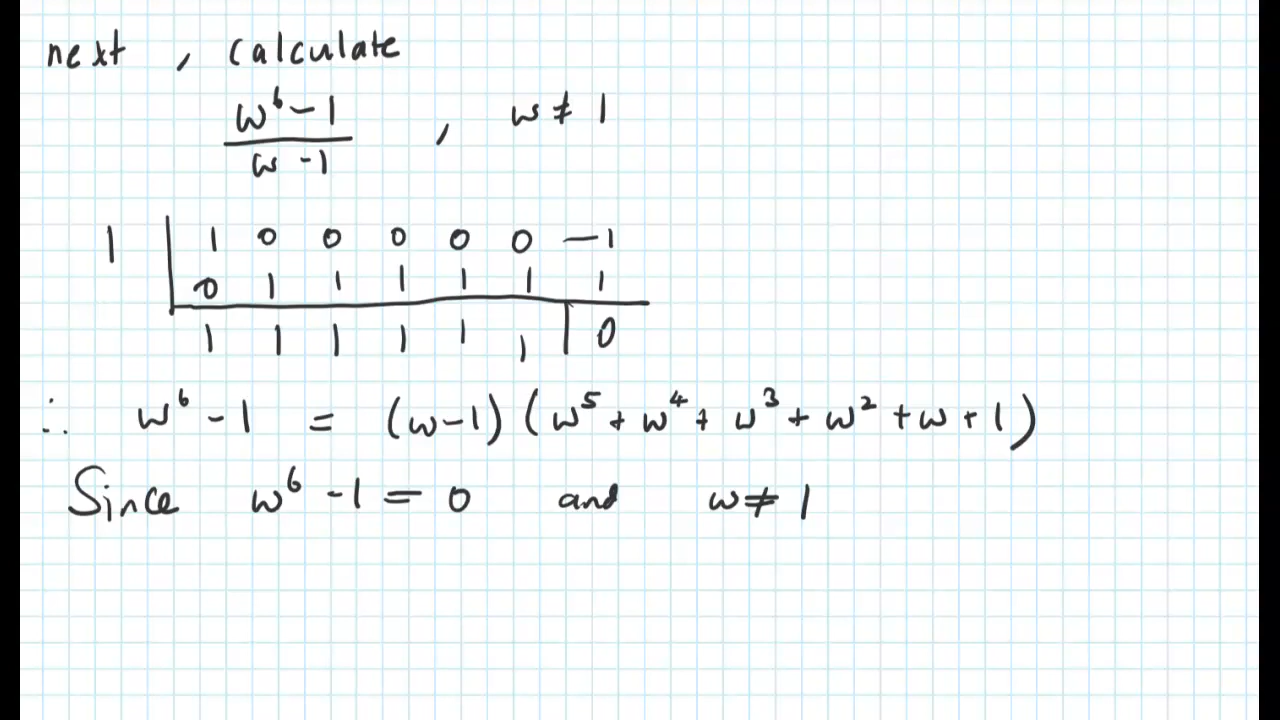 next , calculate
w⁶ - 1
w - 1
, w ≠ 1
1 | 1 0 0 0 0 0 -1
0 1 1 1 1 1 1
1 1 1 1 1 1 | 0
∴ w⁶ - 1 = (w-1) (w⁵ + w⁴ + w³ + w² + w + 1)
Since w⁶ - 1 = 0 and w ≠ 1